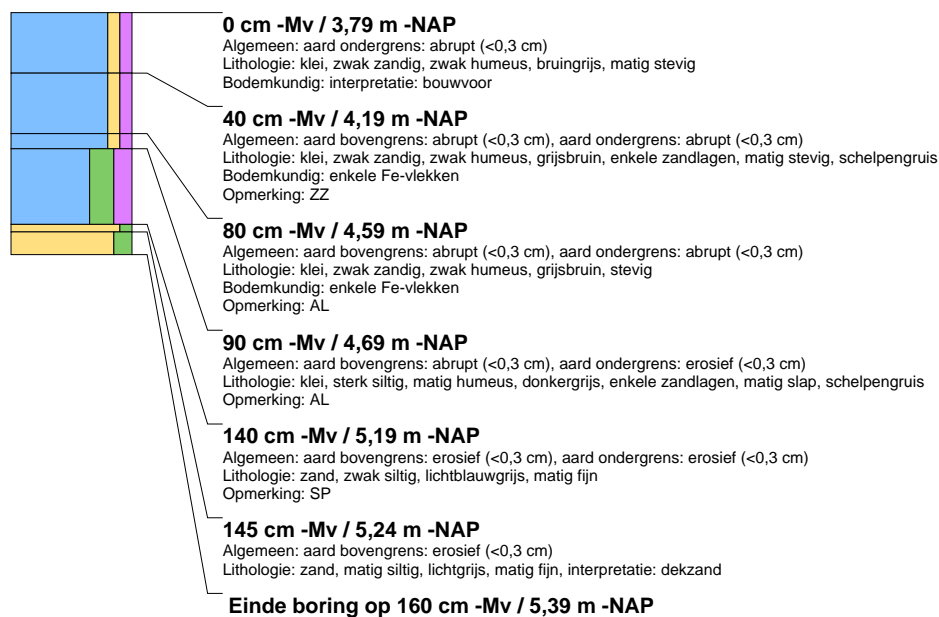 0 cm -Mv / 3,79 m -NAP
Algemeen: aard ondergrens: abrupt (<0,3 cm)
Lithologie: klei, zwak zandig, zwak humeus, bruingrijs, matig stevig
Bodemkundig: interpretatie: bouwvoor
40 cm -Mv / 4,19 m -NAP
Algemeen: aard bovengrens: abrupt (<0,3 cm), aard ondergrens: abrupt (<0,3 cm)
Lithologie: klei, zwak zandig, zwak humeus, grijsbruin, enkele zandlagen, matig stevig, schelpengruis
Bodemkundig: enkele Fe-vlekken
Opmerking: ZZ
80 cm -Mv / 4,59 m -NAP
Algemeen: aard bovengrens: abrupt (<0,3 cm), aard ondergrens: abrupt (<0,3 cm)
Lithologie: klei, zwak zandig, zwak humeus, grijsbruin, stevig
Bodemkundig: enkele Fe-vlekken
Opmerking: AL
90 cm -Mv / 4,69 m -NAP
Algemeen: aard bovengrens: abrupt (<0,3 cm), aard ondergrens: erosief (<0,3 cm)
Lithologie: klei, sterk siltig, matig humeus, donkergrijs, enkele zandlagen, matig slap, schelpengruis
Opmerking: AL
140 cm -Mv / 5,19 m -NAP
Algemeen: aard bovengrens: erosief (<0,3 cm), aard ondergrens: erosief (<0,3 cm)
Lithologie: zand, zwak siltig, lichtblauwgrijs, matig fijn
Opmerking: SP
145 cm -Mv / 5,24 m -NAP
Algemeen: aard bovengrens: erosief (<0,3 cm)
Lithologie: zand, matig siltig, lichtgrijs, matig fijn, interpretatie: dekzand
Einde boring op 160 cm -Mv / 5,39 m -NAP